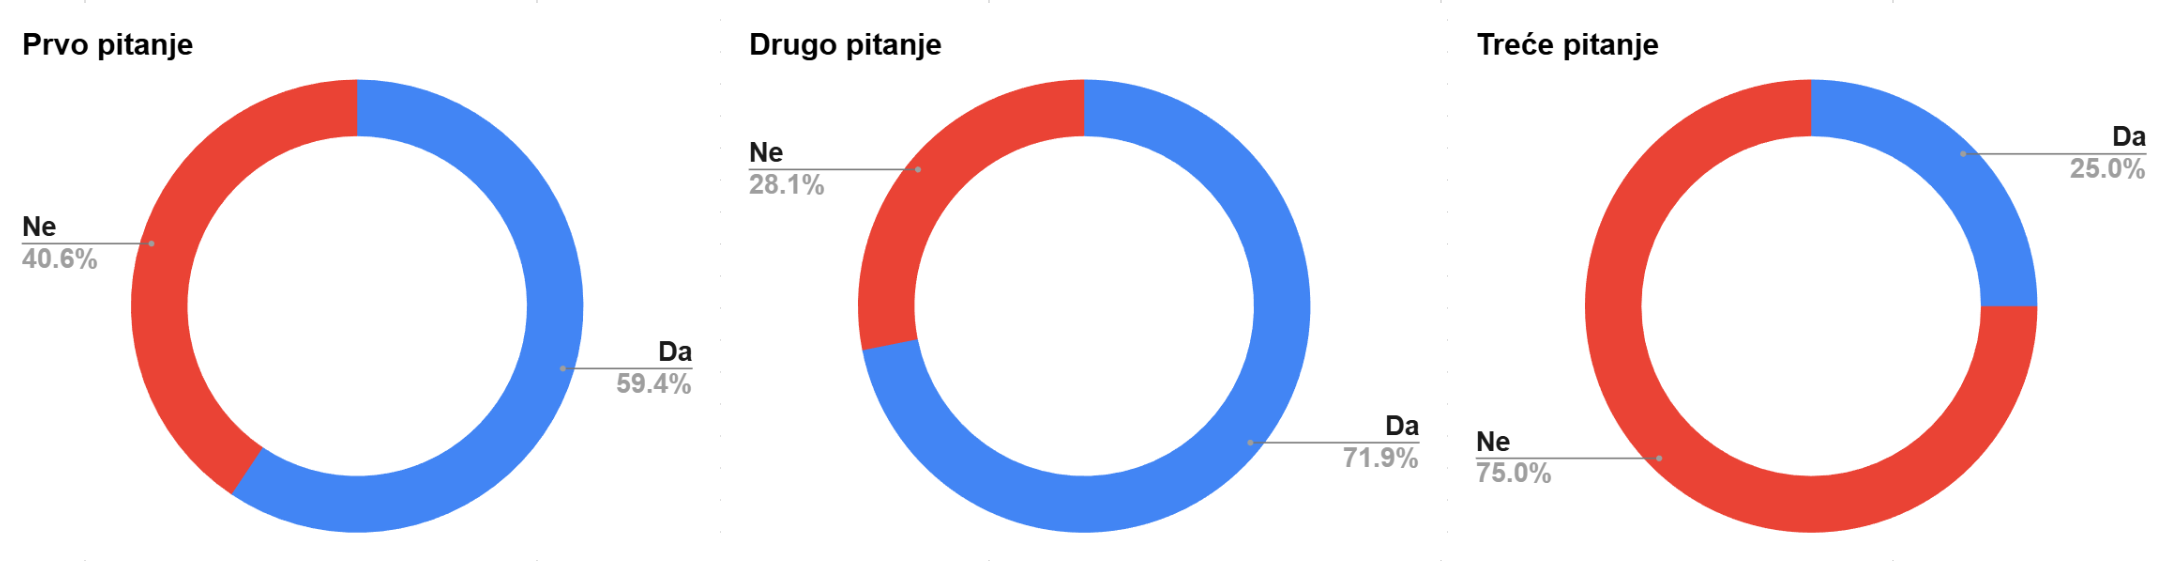 Prvo pitanje
Ne
40.6%
Da
59.4%
Drugo pitanje
Ne
28.1%
Da
71.9%
Treće pitanje
Da
25.0%
Ne
75.0%